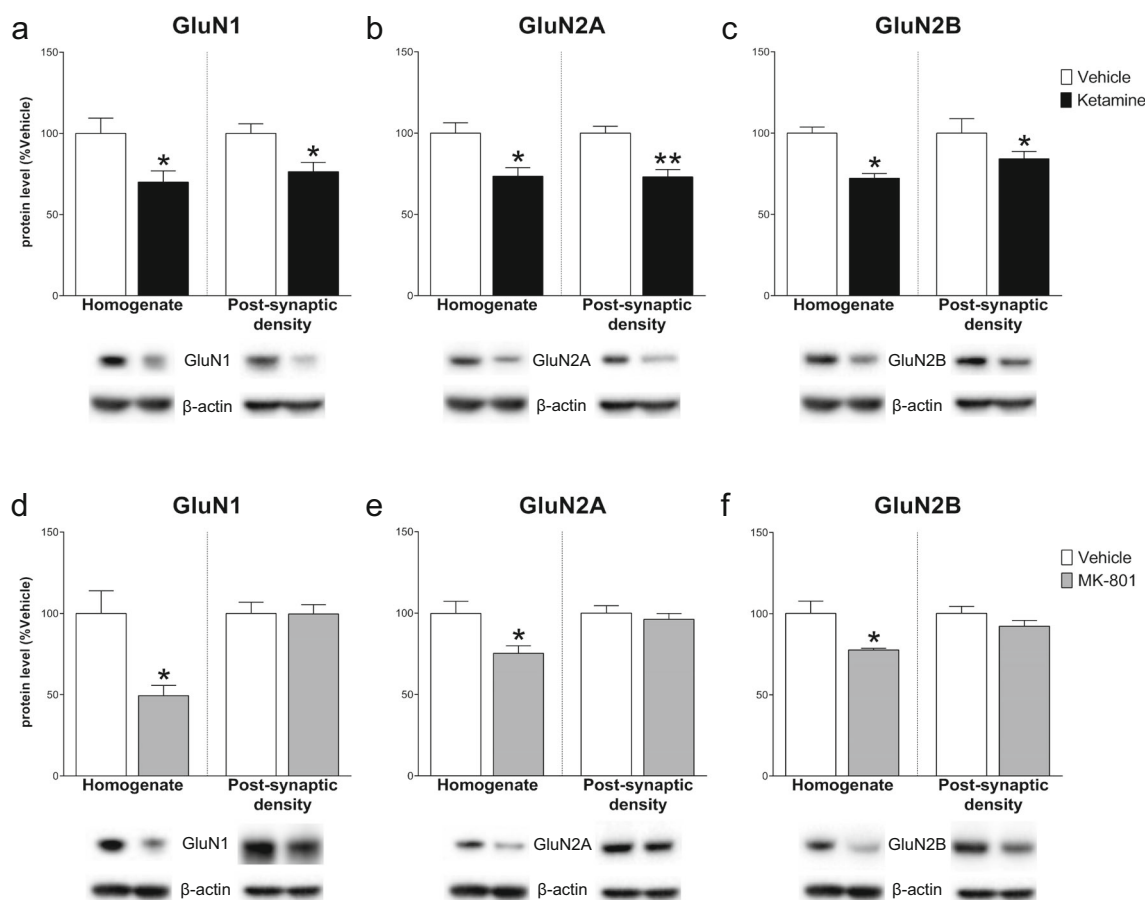 a
GluN1
b
GluN2A
c
GluN2B
protein level (%Vehicle)
150
100
50
0
*
*
Homogenate
Post-synaptic
density
150
100
50
0
*
**
Homogenate
Post-synaptic
density
150
100
50
0
*
*
Homogenate
Post-synaptic
density
Vehicle
Ketamine
GluN1
GluN2A
GluN2B
β-actin
β-actin
β-actin
d
GluN1
e
GluN2A
f
GluN2B
protein level (%Vehicle)
150
100
50
0
*
Homogenate
Post-synaptic
density
150
100
50
0
*
Homogenate
Post-synaptic
density
150
100
50
0
*
Homogenate
Post-synaptic
density
Vehicle
MK-801
GluN1
GluN2A
GluN2B
β-actin
β-actin
β-actin